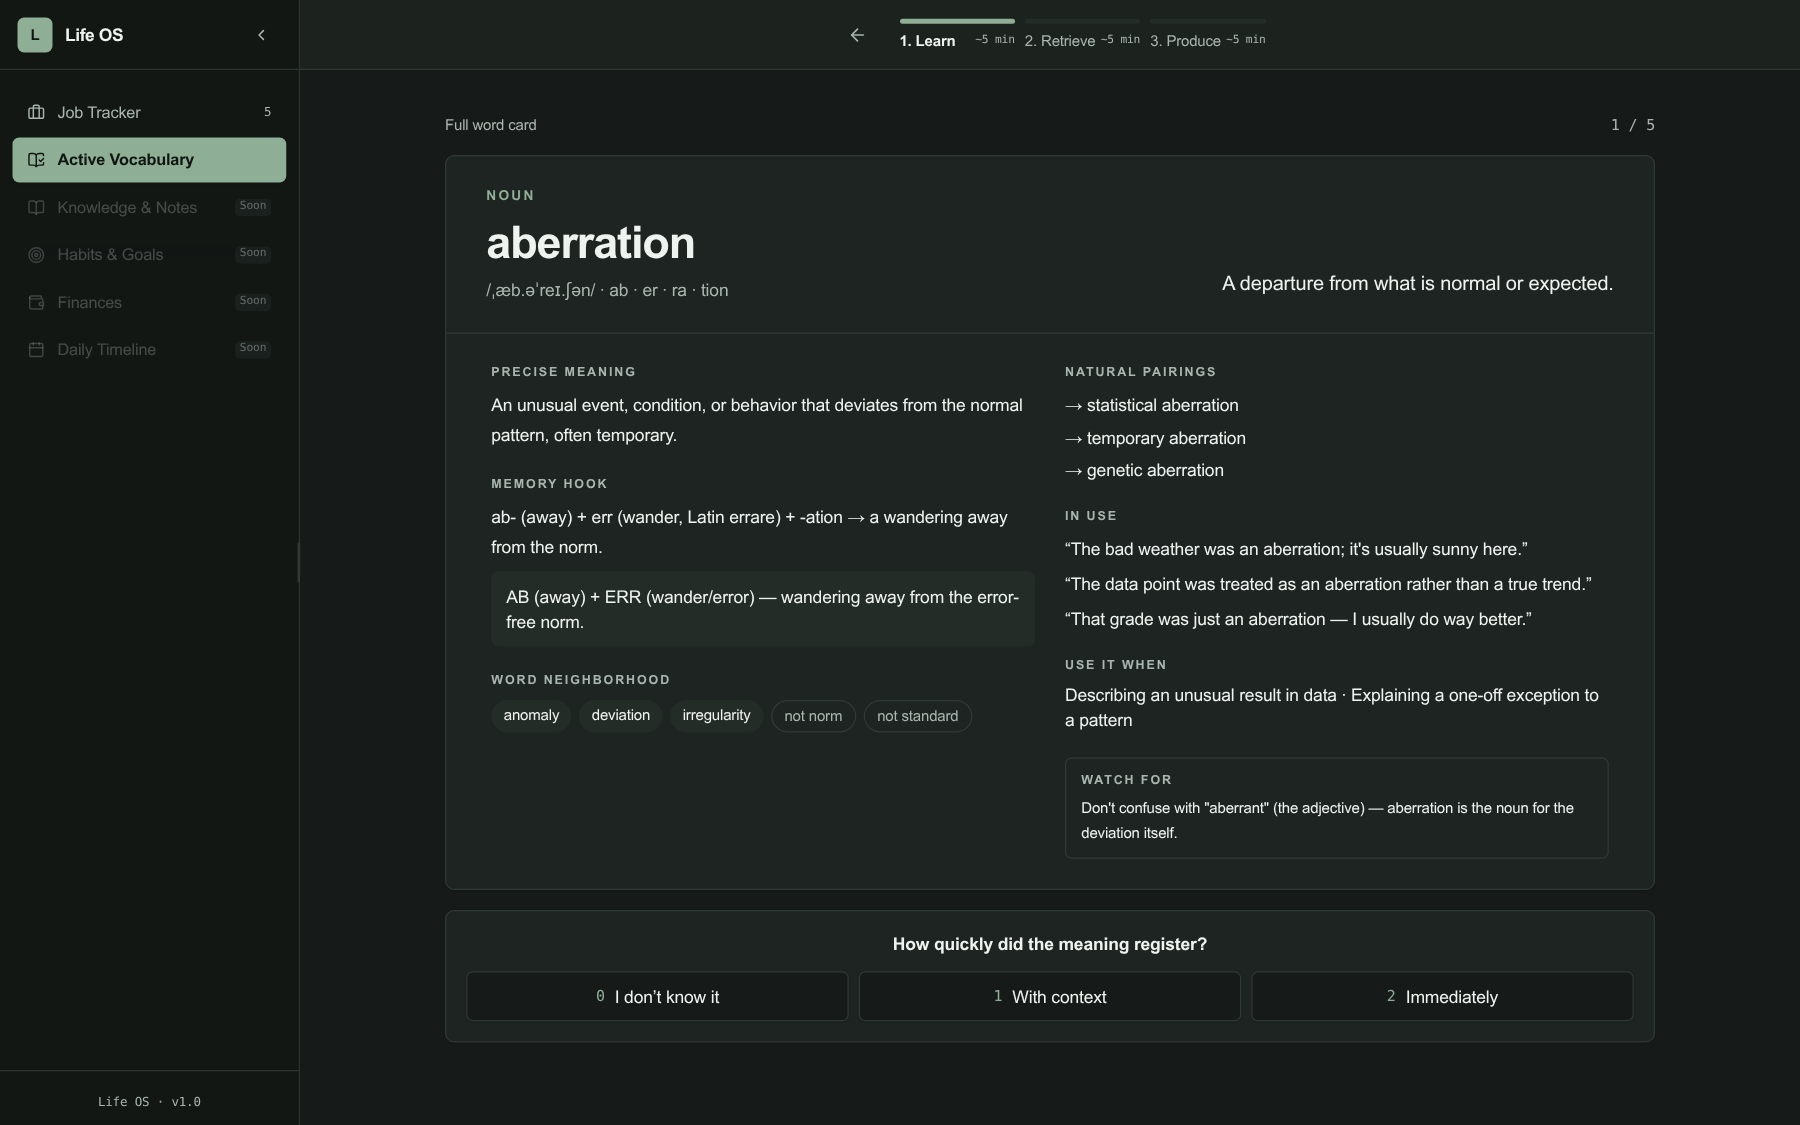 L Life OS
Job Tracker 5
Active Vocabulary
Knowledge & Notes Soon
Habits & Goals Soon
Finances Soon
Daily Timeline Soon
Life OS · v1.0
1. Learn ~5 min 2. Retrieve ~5 min 3. Produce ~5 min
Full word card 1 / 5
NOUN
aberration
/ˌæb.əˈreɪ.ʃən/ · ab · er · ra · tion
A departure from what is normal or expected.
PRECISE MEANING
An unusual event, condition, or behavior that deviates from the normal
pattern, often temporary.
MEMORY HOOK
ab- (away) + err (wander, Latin errare) + -ation → a wandering away
from the norm.
AB (away) + ERR (wander/error) — wandering away from the error-
free norm.
WORD NEIGHBORHOOD
anomaly deviation irregularity not norm not standard
NATURAL PAIRINGS
→ statistical aberration
→ temporary aberration
→ genetic aberration
IN USE
“The bad weather was an aberration; it's usually sunny here.”
“The data point was treated as an aberration rather than a true trend.”
“That grade was just an aberration — I usually do way better.”
USE IT WHEN
Describing an unusual result in data · Explaining a one-off exception to
a pattern
WATCH FOR
Don't confuse with "aberrant" (the adjective) — aberration is the noun for the
deviation itself.
How quickly did the meaning register?
0 I don’t know it 1 With context 2 Immediately